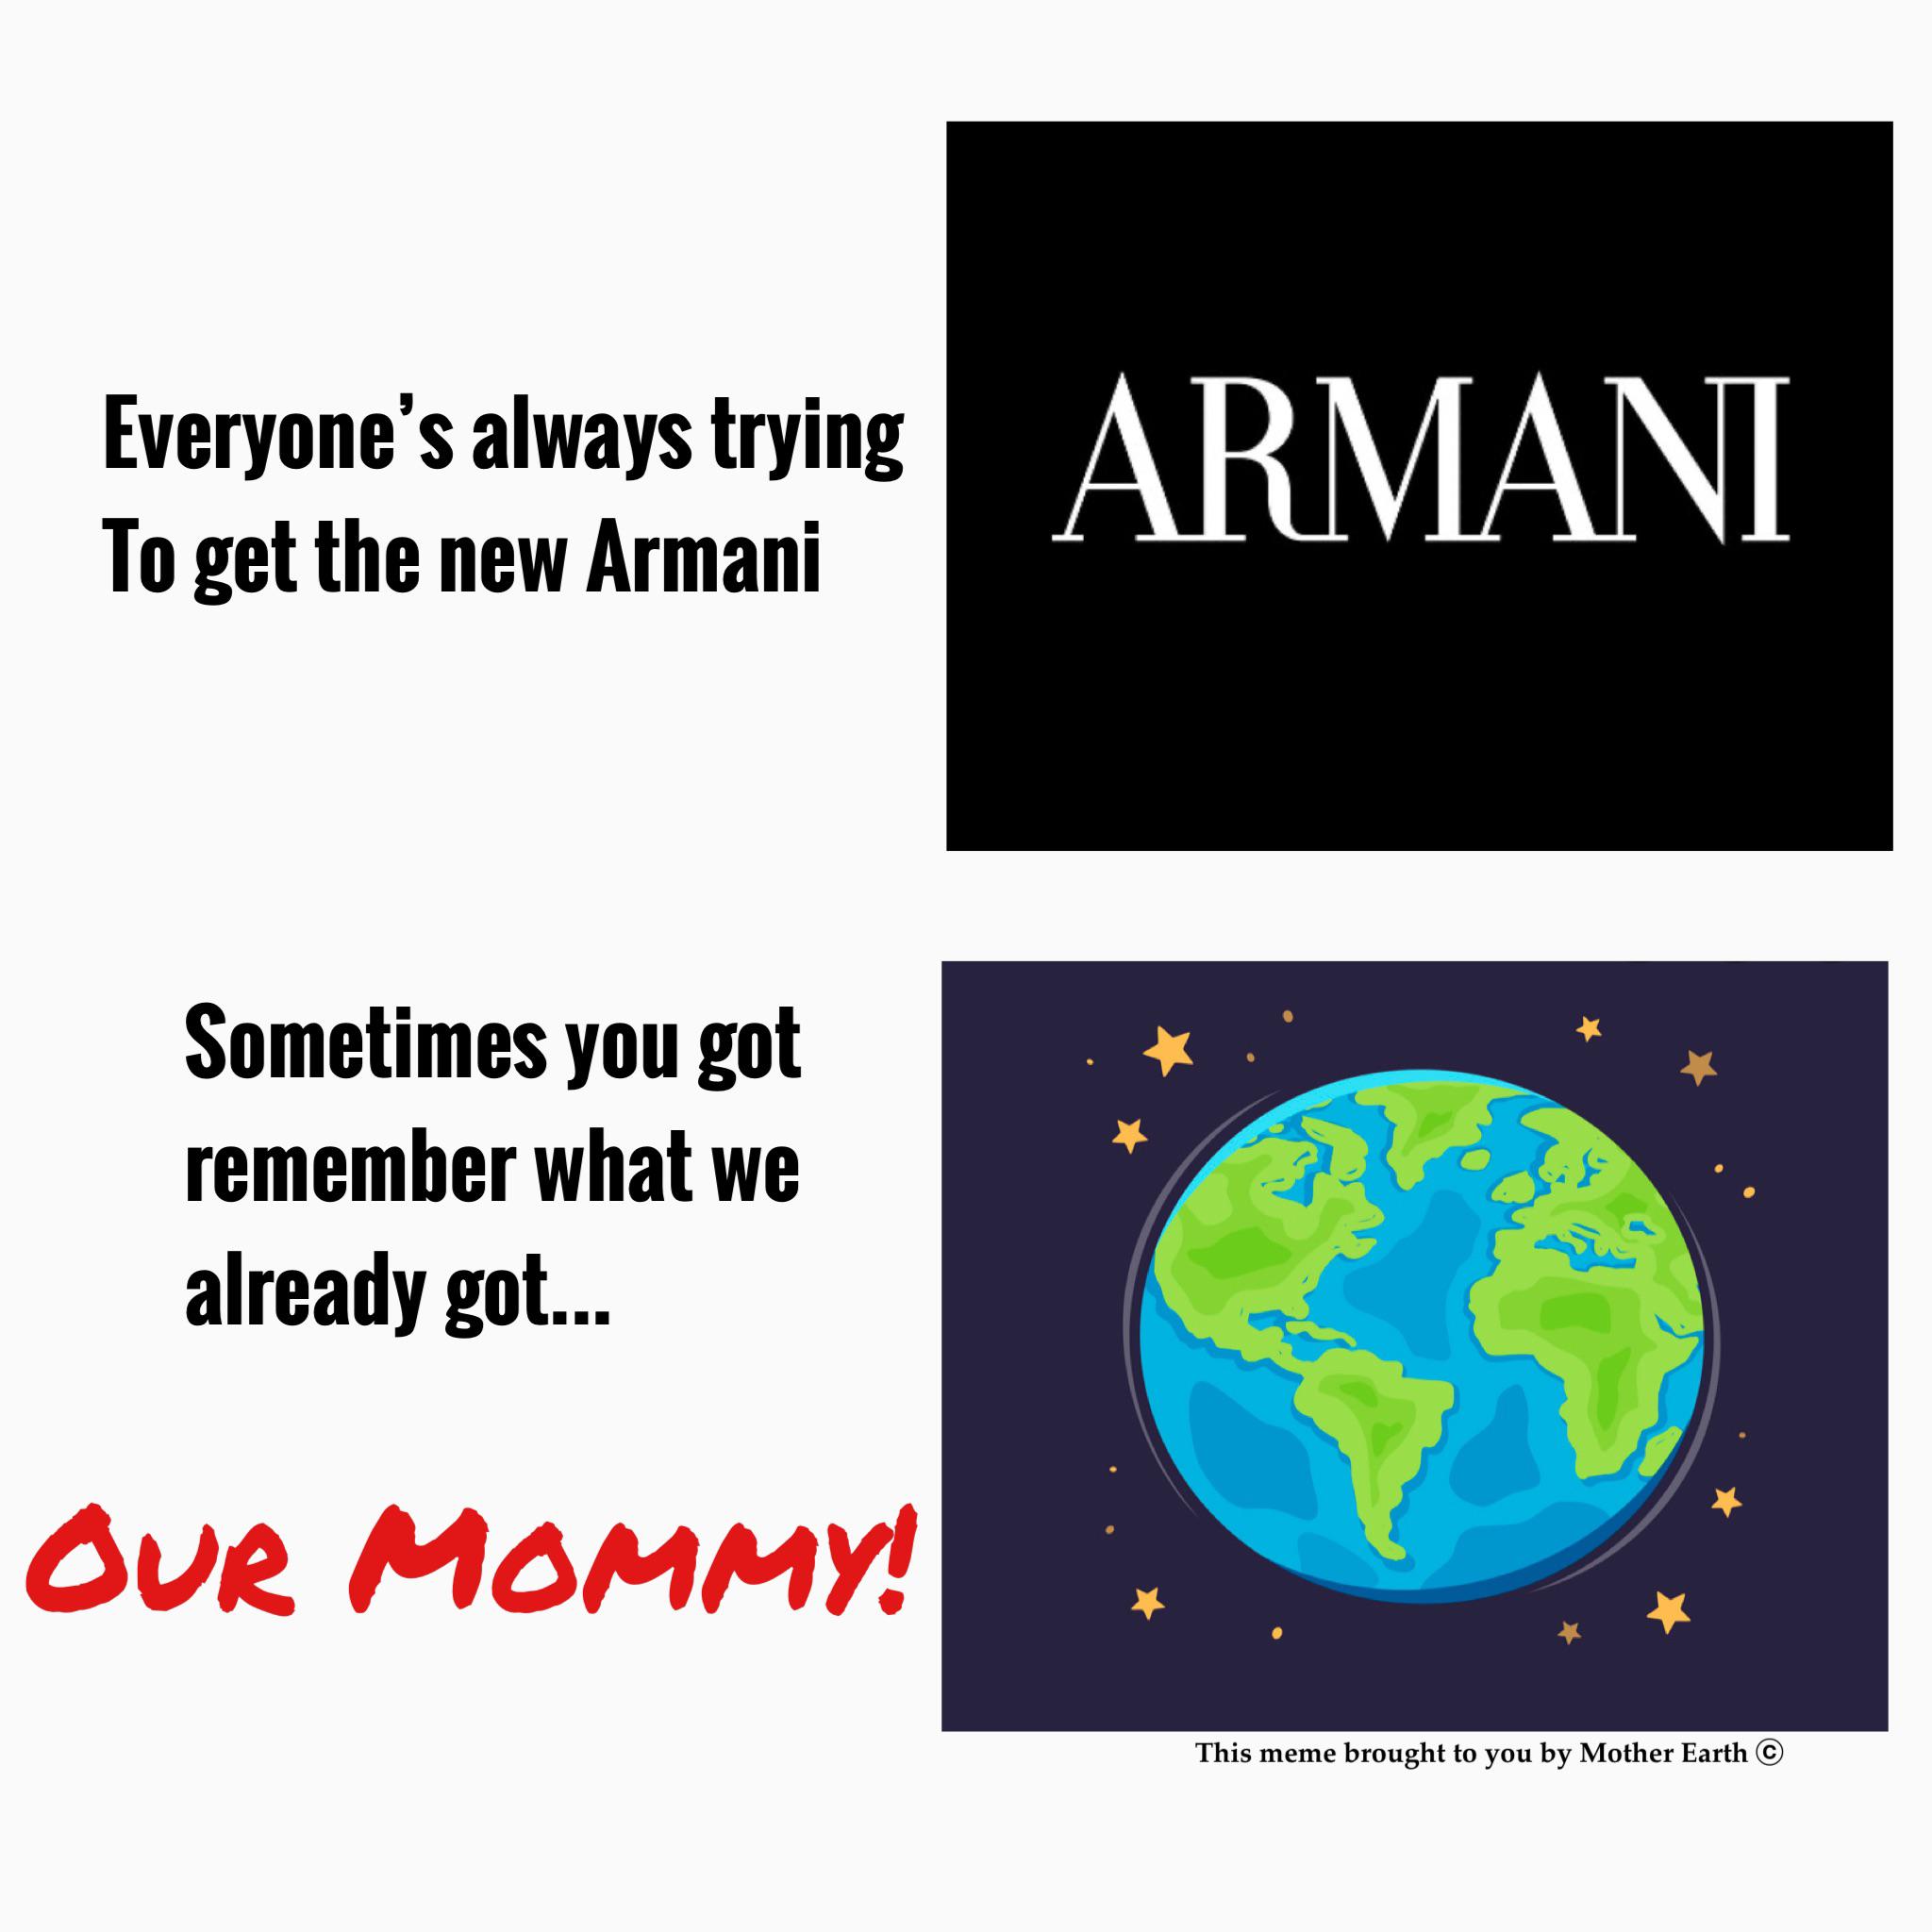 Everyone’s always trying
To get the new Armani
ARMANI
Sometimes you got
remember what we
already got...
Our Mommy!
This meme brought to you by Mother Earth ©